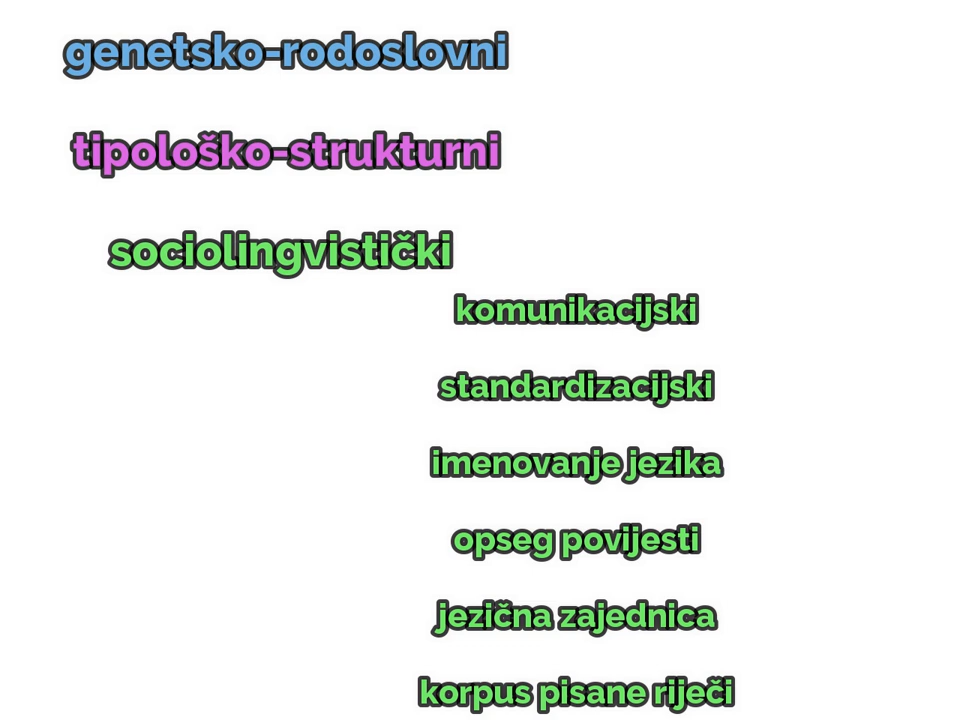 genetsko-rodoslovni
tipološko-strukturni
sociolingvistički
komunikacijski
standardizacijski
imenovanje jezika
opseg povijesti
jezična zajednica
korpus pisane riječi